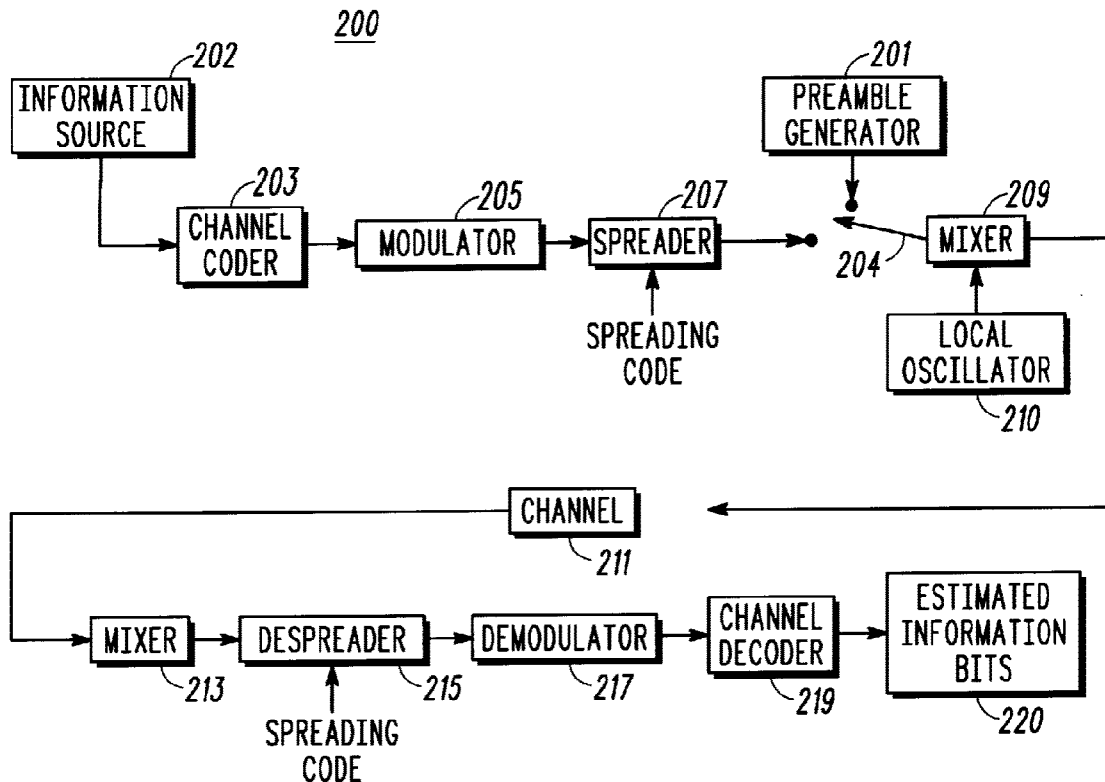 200
202
INFORMATION
SOURCE
201
PREAMBLE
GENERATOR
203
CHANNEL
CODER
205
MODULATOR
207
SPREADER
204
209
MIXER
SPREADING
CODE
LOCAL
OSCILLATOR
210
CHANNEL
211
MIXER
213
DESPREADER
215
DEMODULATOR
217
CHANNEL
DECODER
219
ESTIMATED
INFORMATION
BITS
220
SPREADING
CODE